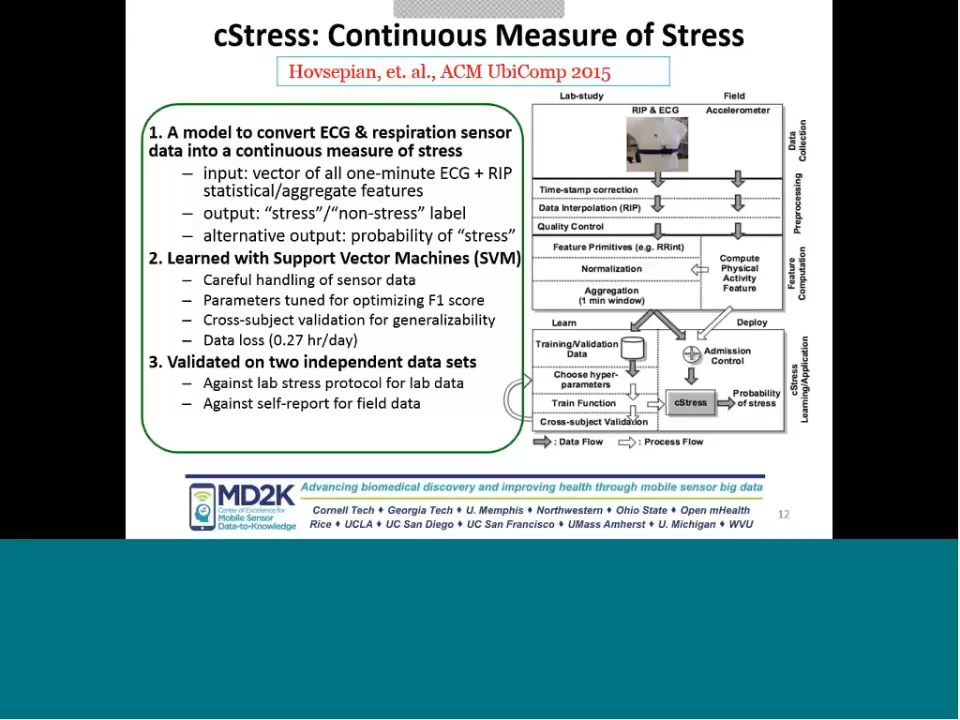 cStress: Continuous Measure of Stress
Hovsepian, et. al., ACM UbiComp 2015
1. A model to convert ECG & respiration sensor
data into a continuous measure of stress
– input: vector of all one-minute ECG + RIP
statistical/aggregate features
– output: “stress”/“non-stress” label
– alternative output: probability of “stress”
2. Learned with Support Vector Machines (SVM)
– Careful handling of sensor data
– Parameters tuned for optimizing F1 score
– Cross-subject validation for generalizability
– Data loss (0.27 hr/day)
3. Validated on two independent data sets
– Against lab stress protocol for lab data
– Against self-report for field data
Lab-study
Field
RIP & ECG
Accelerometer
Data
Collection
Time-stamp correction
Data Interpolation (RIP)
Quality Control
Preprocessing
Feature Primitives (e.g. RRint)
Normalization
Aggregation
(1 min window)
Compute
Physical
Activity
Feature
Feature
Computation
Learn
Deploy
Training/Validation
Data
Choose hyper-
parameters
Train Function
Cross-subject Validation
Admission
Control
cStress
Probability
of stress
cStress
Learning/Application
: Data Flow
: Process Flow
MD2K
Center of Excellence for
Mobile Sensor
Data-to-Knowledge
Advancing biomedical discovery and improving health through mobile sensor big data
Cornell Tech ♦ Georgia Tech ♦ U. Memphis ♦ Northwestern ♦ Ohio State ♦ Open mHealth
Rice ♦ UCLA ♦ UC San Diego ♦ UC San Francisco ♦ UMass Amherst ♦ U. Michigan ♦ WVU
12